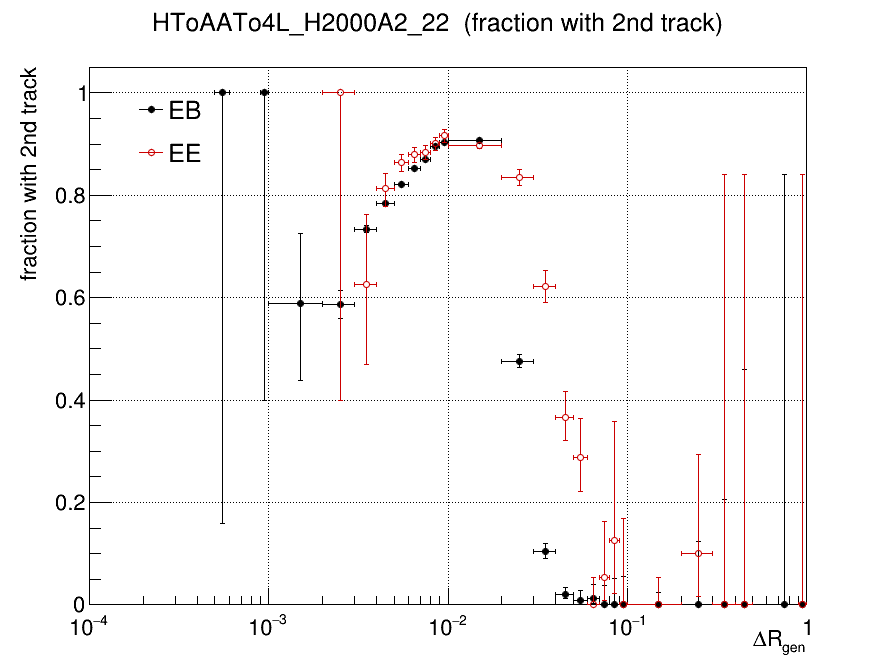 HToAATo4L_H2000A2_22 (fraction with 2nd track)
fraction with 2nd track
EB
EE
1
0.8
0.6
0.4
0.2
0
10⁻⁴
10⁻³
10⁻²
10⁻¹
1
ΔR_gen